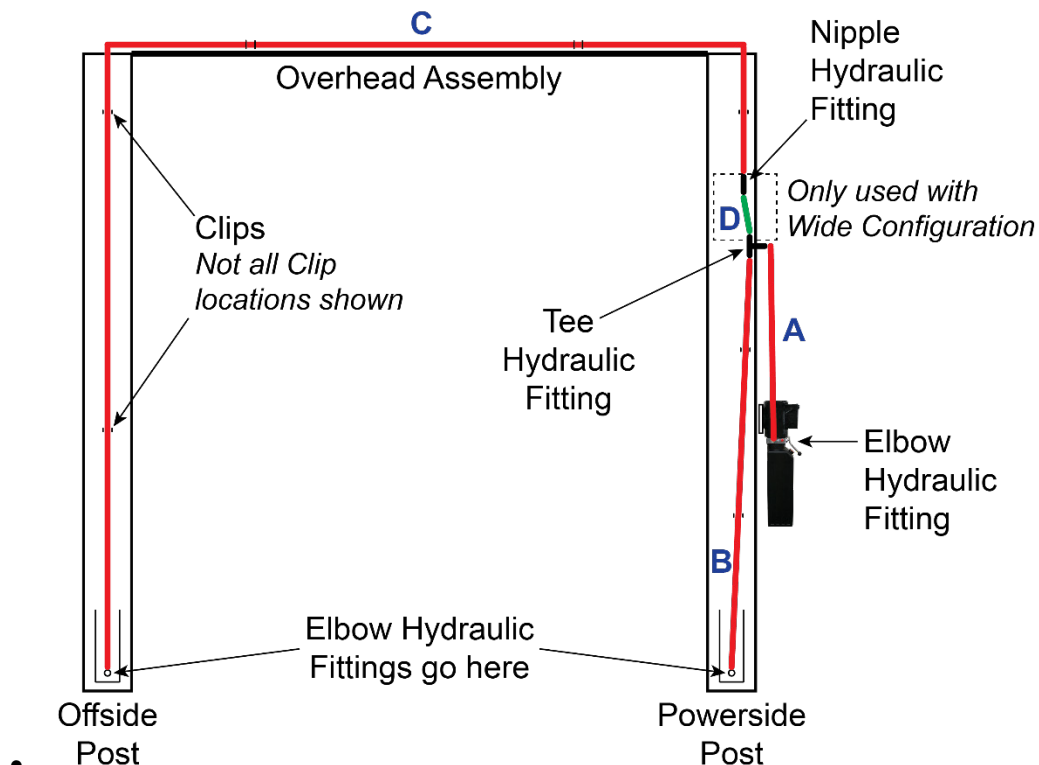 C
Overhead Assembly
Nipple
Hydraulic
Fitting
Only used with
Wide Configuration
D
Clips
Not all Clip
locations shown
Tee
Hydraulic
Fitting
A
Elbow
Hydraulic
Fitting
B
Elbow Hydraulic
Fittings go here
Offside
Post
Powerside
Post